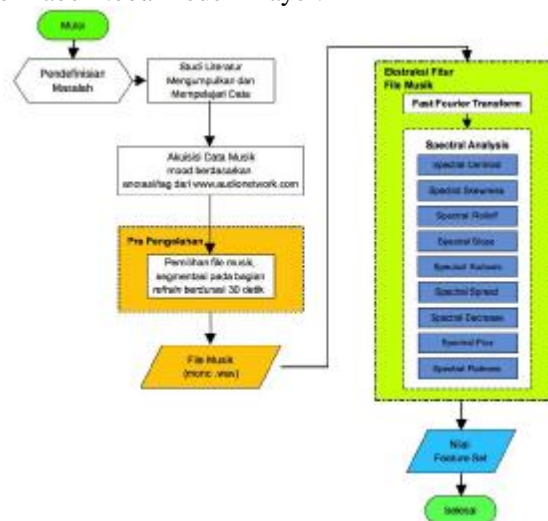 Mulai
Pendefinisian
Masalah
Studi Literatur
Mengumpulkan dan
Mempelajari Data
Akuisisi Data Musik
mood berdasarkan
anotasi/tag dari www.audionetwork.com
Pra Pengolahan
Pemilihan file musik,
segmentasi pada bagian
refrain berdurasi 30 detik
File Musik
(mono .wav)
Ekstraksi Fitur
File Musik
Fast Fourier Transform
Spectral Analysis
Spectral Centroid
Spectral Skewness
Spectral Rolloff
Spectral Slope
Spectral
Spectral Spread
Spectral Decrease
Spectral Flux
Spectral Flatness
Nilai
Feature Set
Selesai